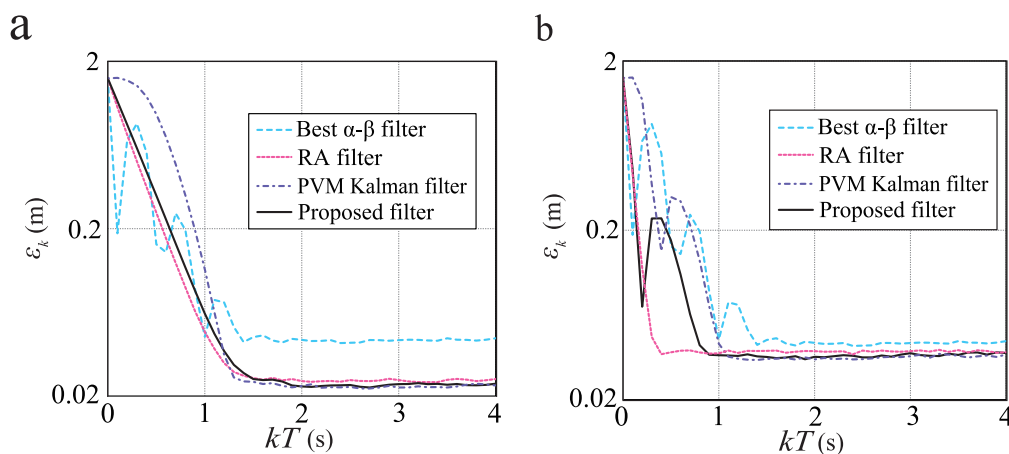 a
2
0.2
0.02
ε_k (m)
Best α-β filter
RA filter
PVM Kalman filter
Proposed filter
0 1 2 3 4
kT (s)
b
2
0.2
0.02
ε_k (m)
Best α-β filter
RA filter
PVM Kalman filter
Proposed filter
0 1 2 3 4
kT (s)